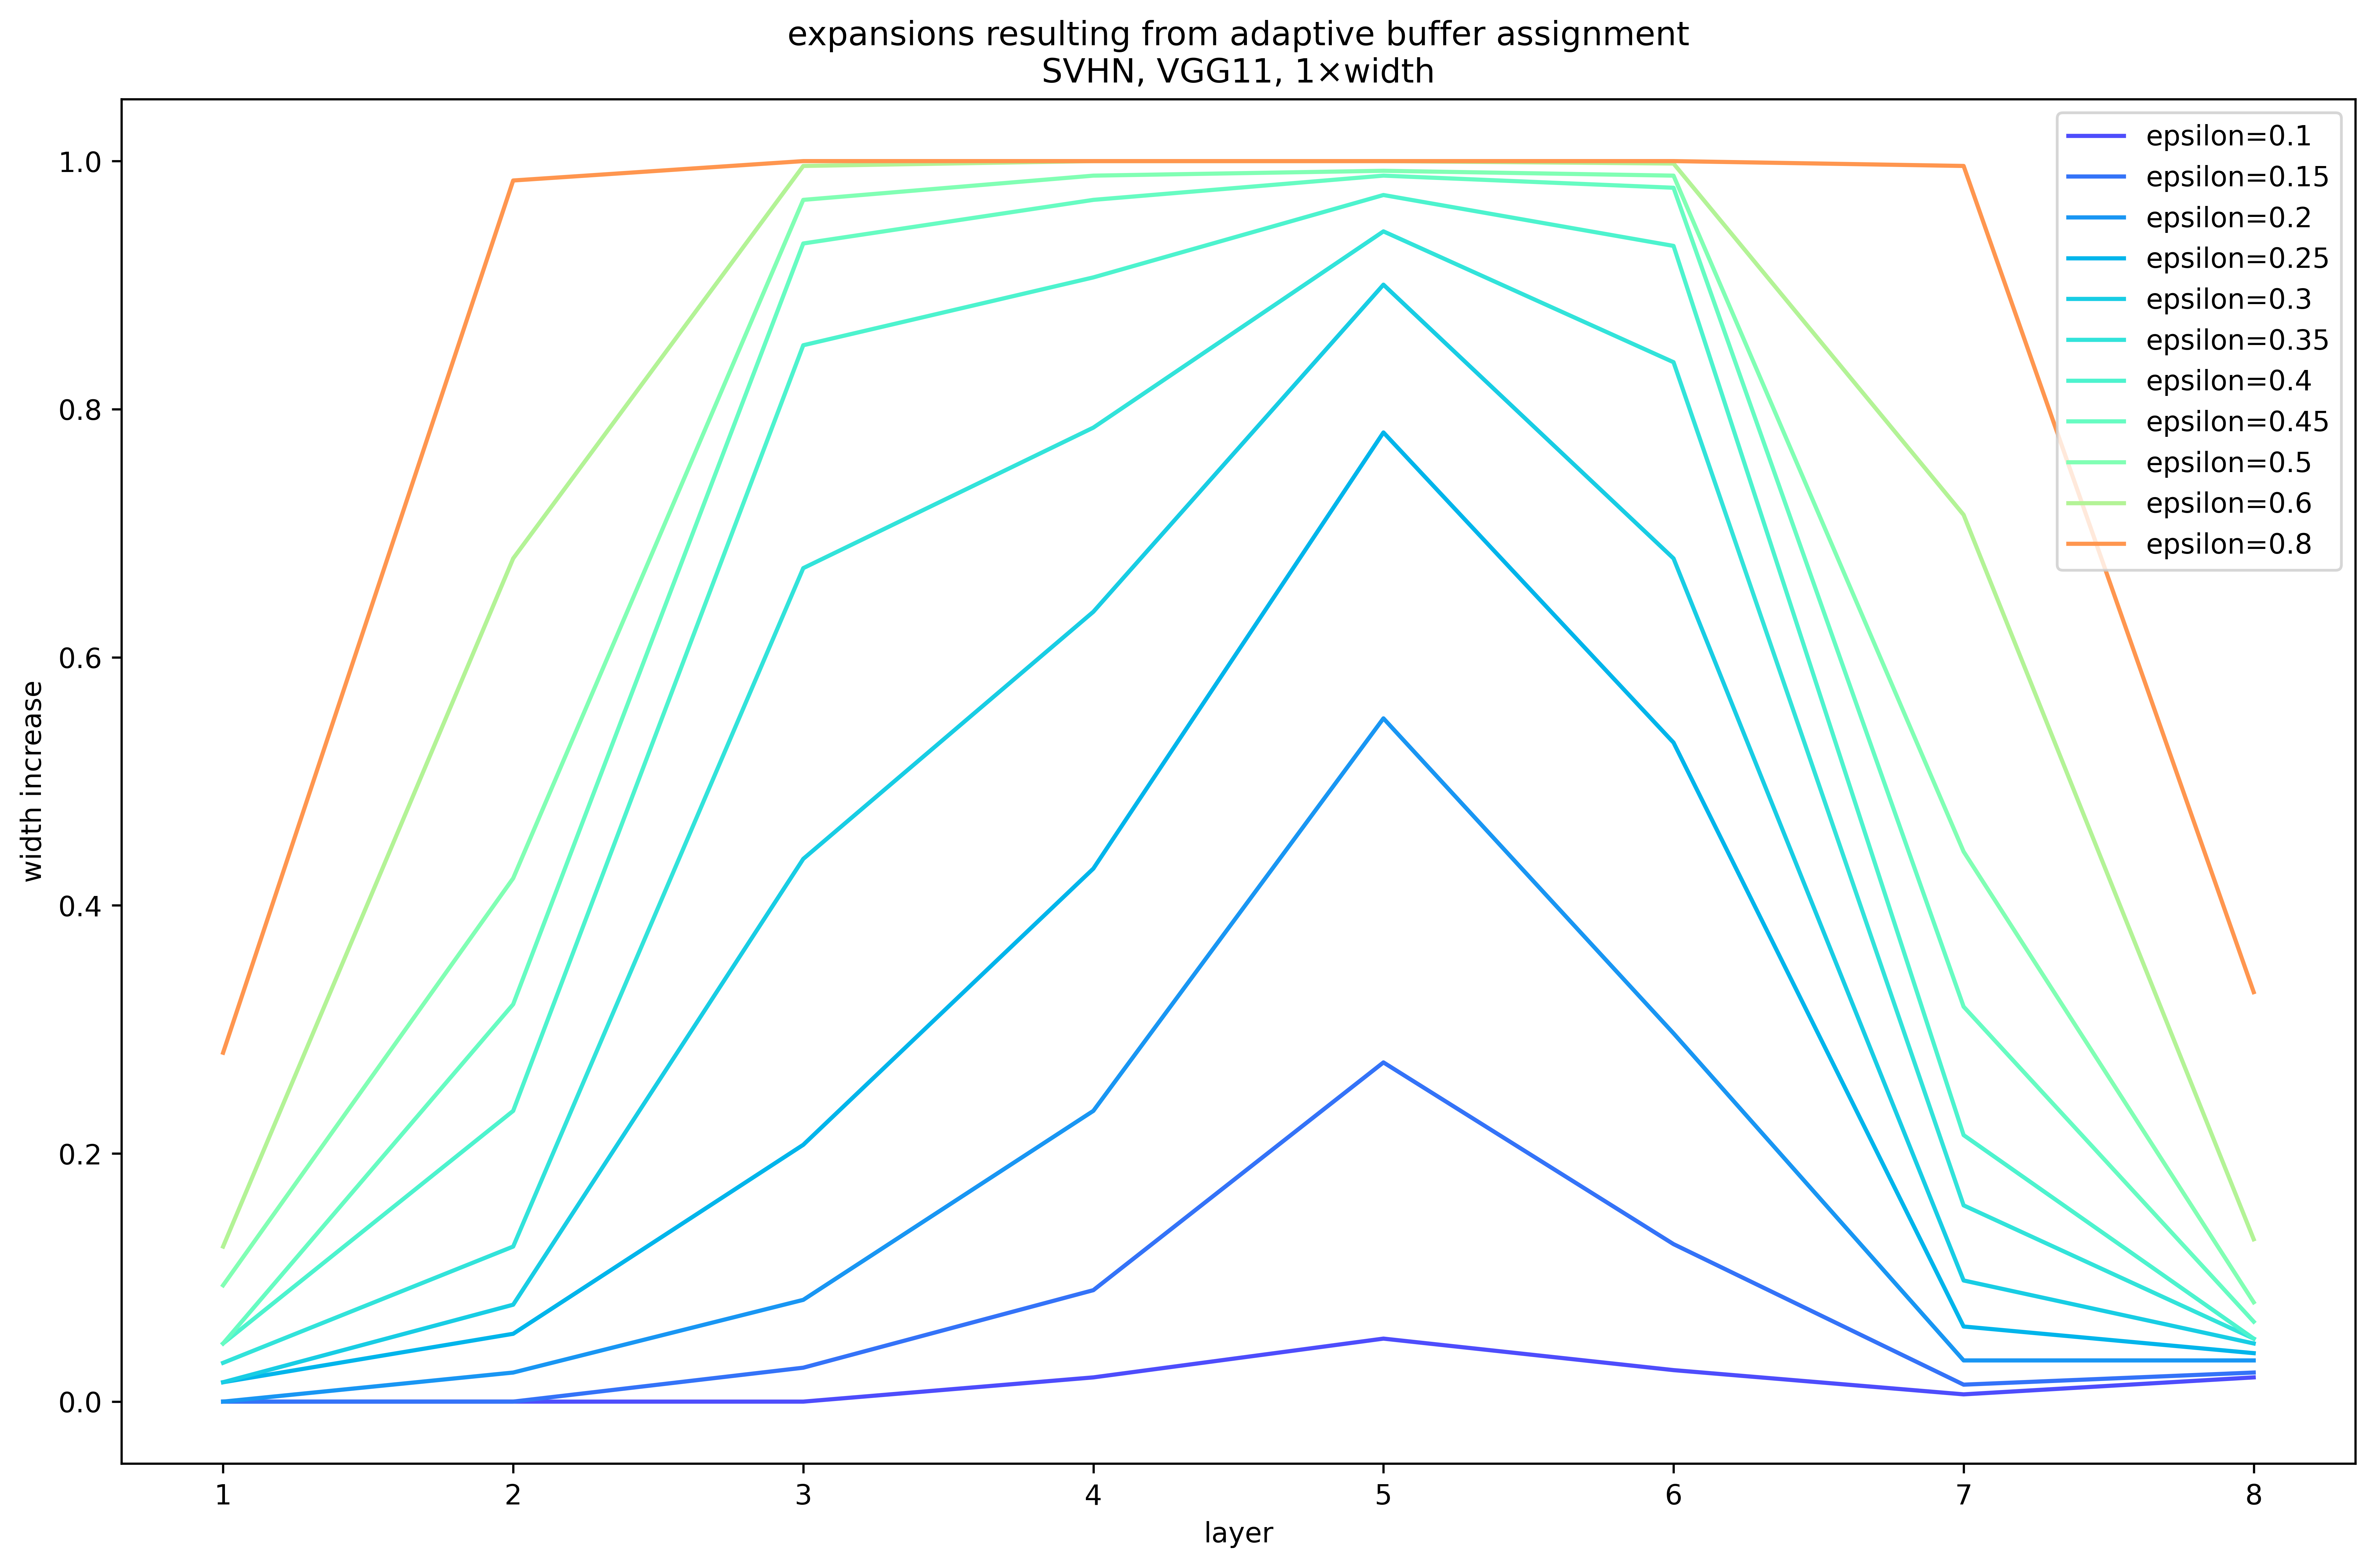 expansions resulting from adaptive buffer assignment
SVHN, VGG11, 1×width
epsilon=0.1
epsilon=0.15
epsilon=0.2
epsilon=0.25
epsilon=0.3
epsilon=0.35
epsilon=0.4
epsilon=0.45
epsilon=0.5
epsilon=0.6
epsilon=0.8
width increase
1.0
0.8
0.6
0.4
0.2
0.0
1 2 3 4 5 6 7 8
layer